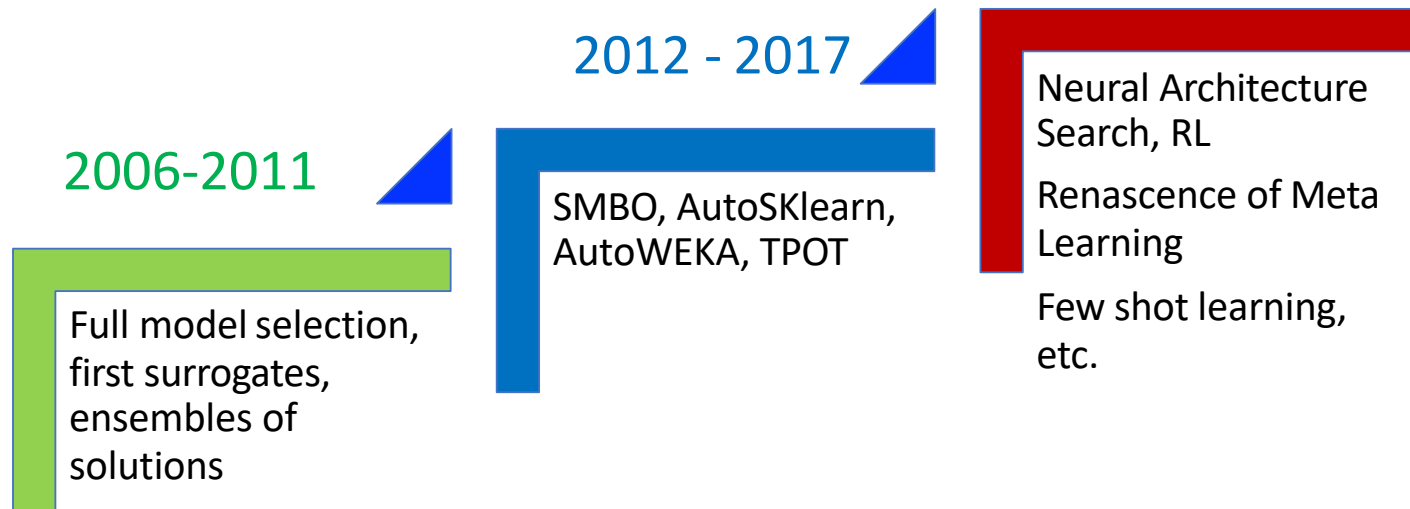 2006-2011
Full model selection,
first surrogates,
ensembles of
solutions
2012 - 2017
SMBO, AutoSKlearn,
AutoWEKA, TPOT
Neural Architecture
Search, RL
Renascence of Meta
Learning
Few shot learning,
etc.